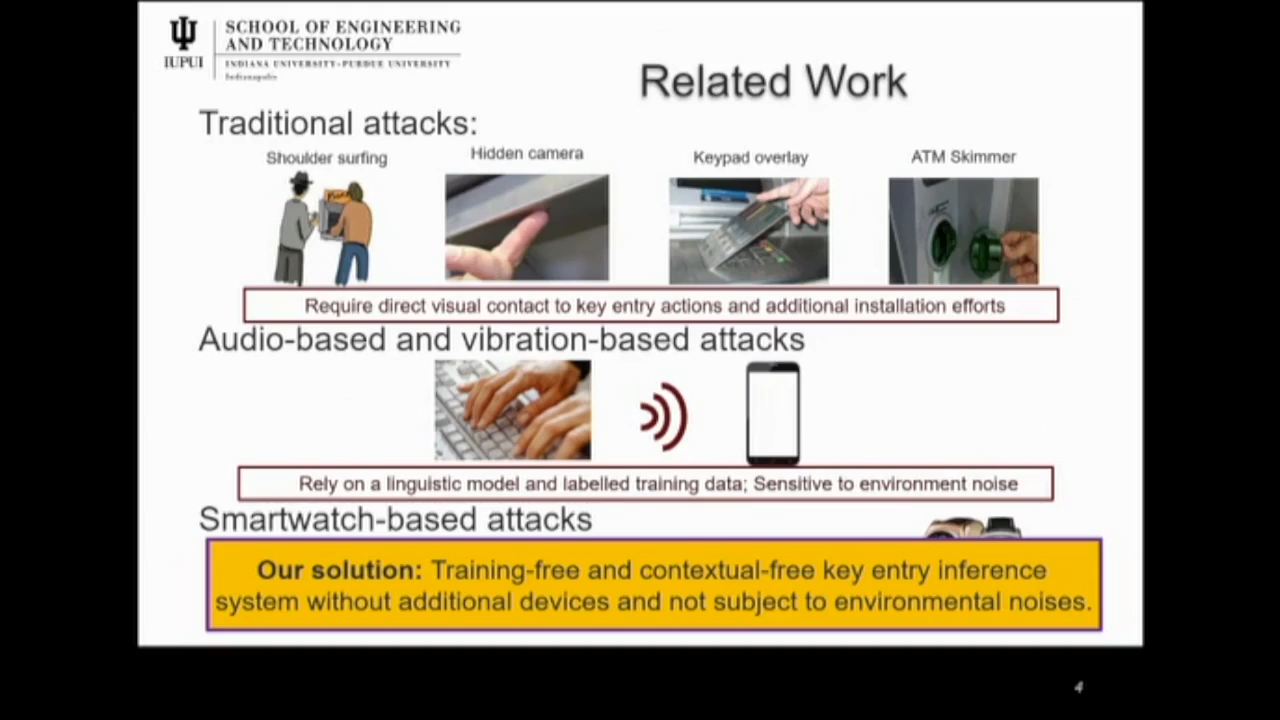 IUPUI
SCHOOL OF ENGINEERING
AND TECHNOLOGY
INDIANA UNIVERSITY-PURDUE UNIVERSITY
Indianapolis
Related Work
Traditional attacks:
Shoulder surfing
Hidden camera
Keypad overlay
ATM Skimmer
Require direct visual contact to key entry actions and additional installation efforts
Audio-based and vibration-based attacks
Rely on a linguistic model and labelled training data; Sensitive to environment noise
Smartwatch-based attacks
Our solution: Training-free and contextual-free key entry inference
system without additional devices and not subject to environmental noises.
4